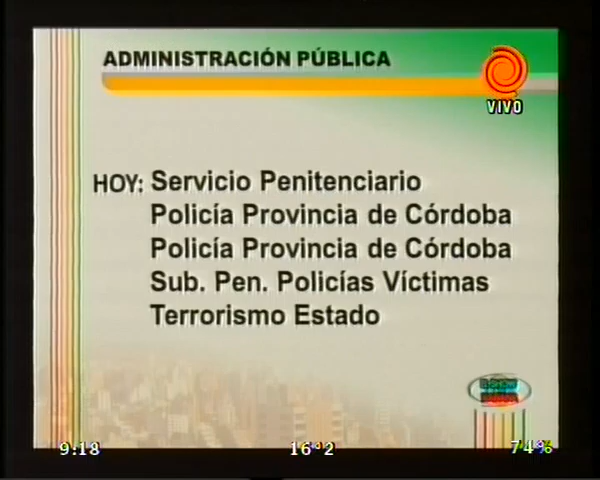 ADMINISTRACIÓN PÚBLICA
VIVO
HOY: Servicio Penitenciario
Policía Provincia de Córdoba
Policía Provincia de Córdoba
Sub. Pen. Policías Víctimas
Terrorismo Estado
9:18
16°2
74%